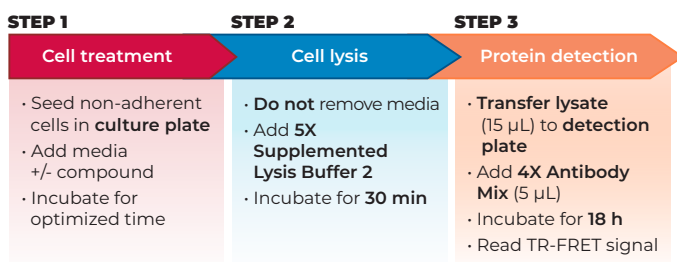 STEP 1
Cell treatment
· Seed non-adherent
cells in culture plate
· Add media
+/- compound
· Incubate for
optimized time
STEP 2
Cell lysis
· Do not remove media
· Add 5X
Supplemented
Lysis Buffer 2
· Incubate for 30 min
STEP 3
Protein detection
· Transfer lysate
(15 µL) to detection
plate
· Add 4X Antibody
Mix (5 µL)
· Incubate for 18 h
· Read TR-FRET signal